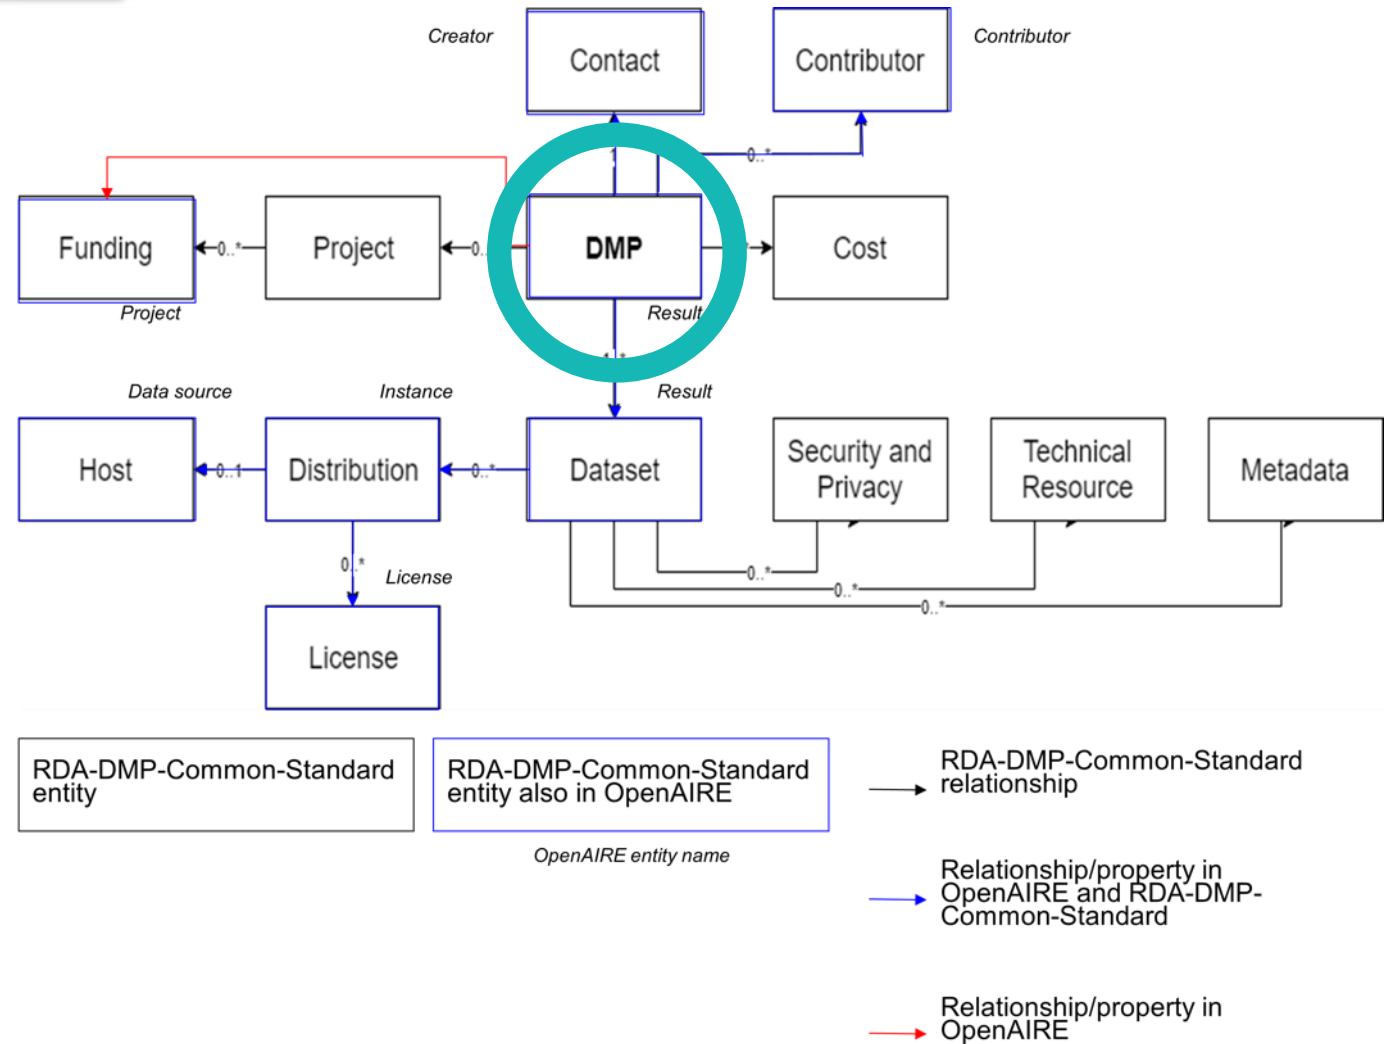 Creator
Contact
Contributor
Contributor
1
0..*
Funding
0..*
Project
0..
DMP
*
Cost
Project
Result
1..*
Data source
Instance
Result
Host
0..1
Distribution
0..*
Dataset
Security and
Privacy
Technical
Resource
Metadata
0..*
License
0..*
0..*
0..*
License
RDA-DMP-Common-Standard
entity
RDA-DMP-Common-Standard
entity also in OpenAIRE
OpenAIRE entity name
RDA-DMP-Common-Standard
relationship
Relationship/property in
OpenAIRE and RDA-DMP-
Common-Standard
Relationship/property in
OpenAIRE